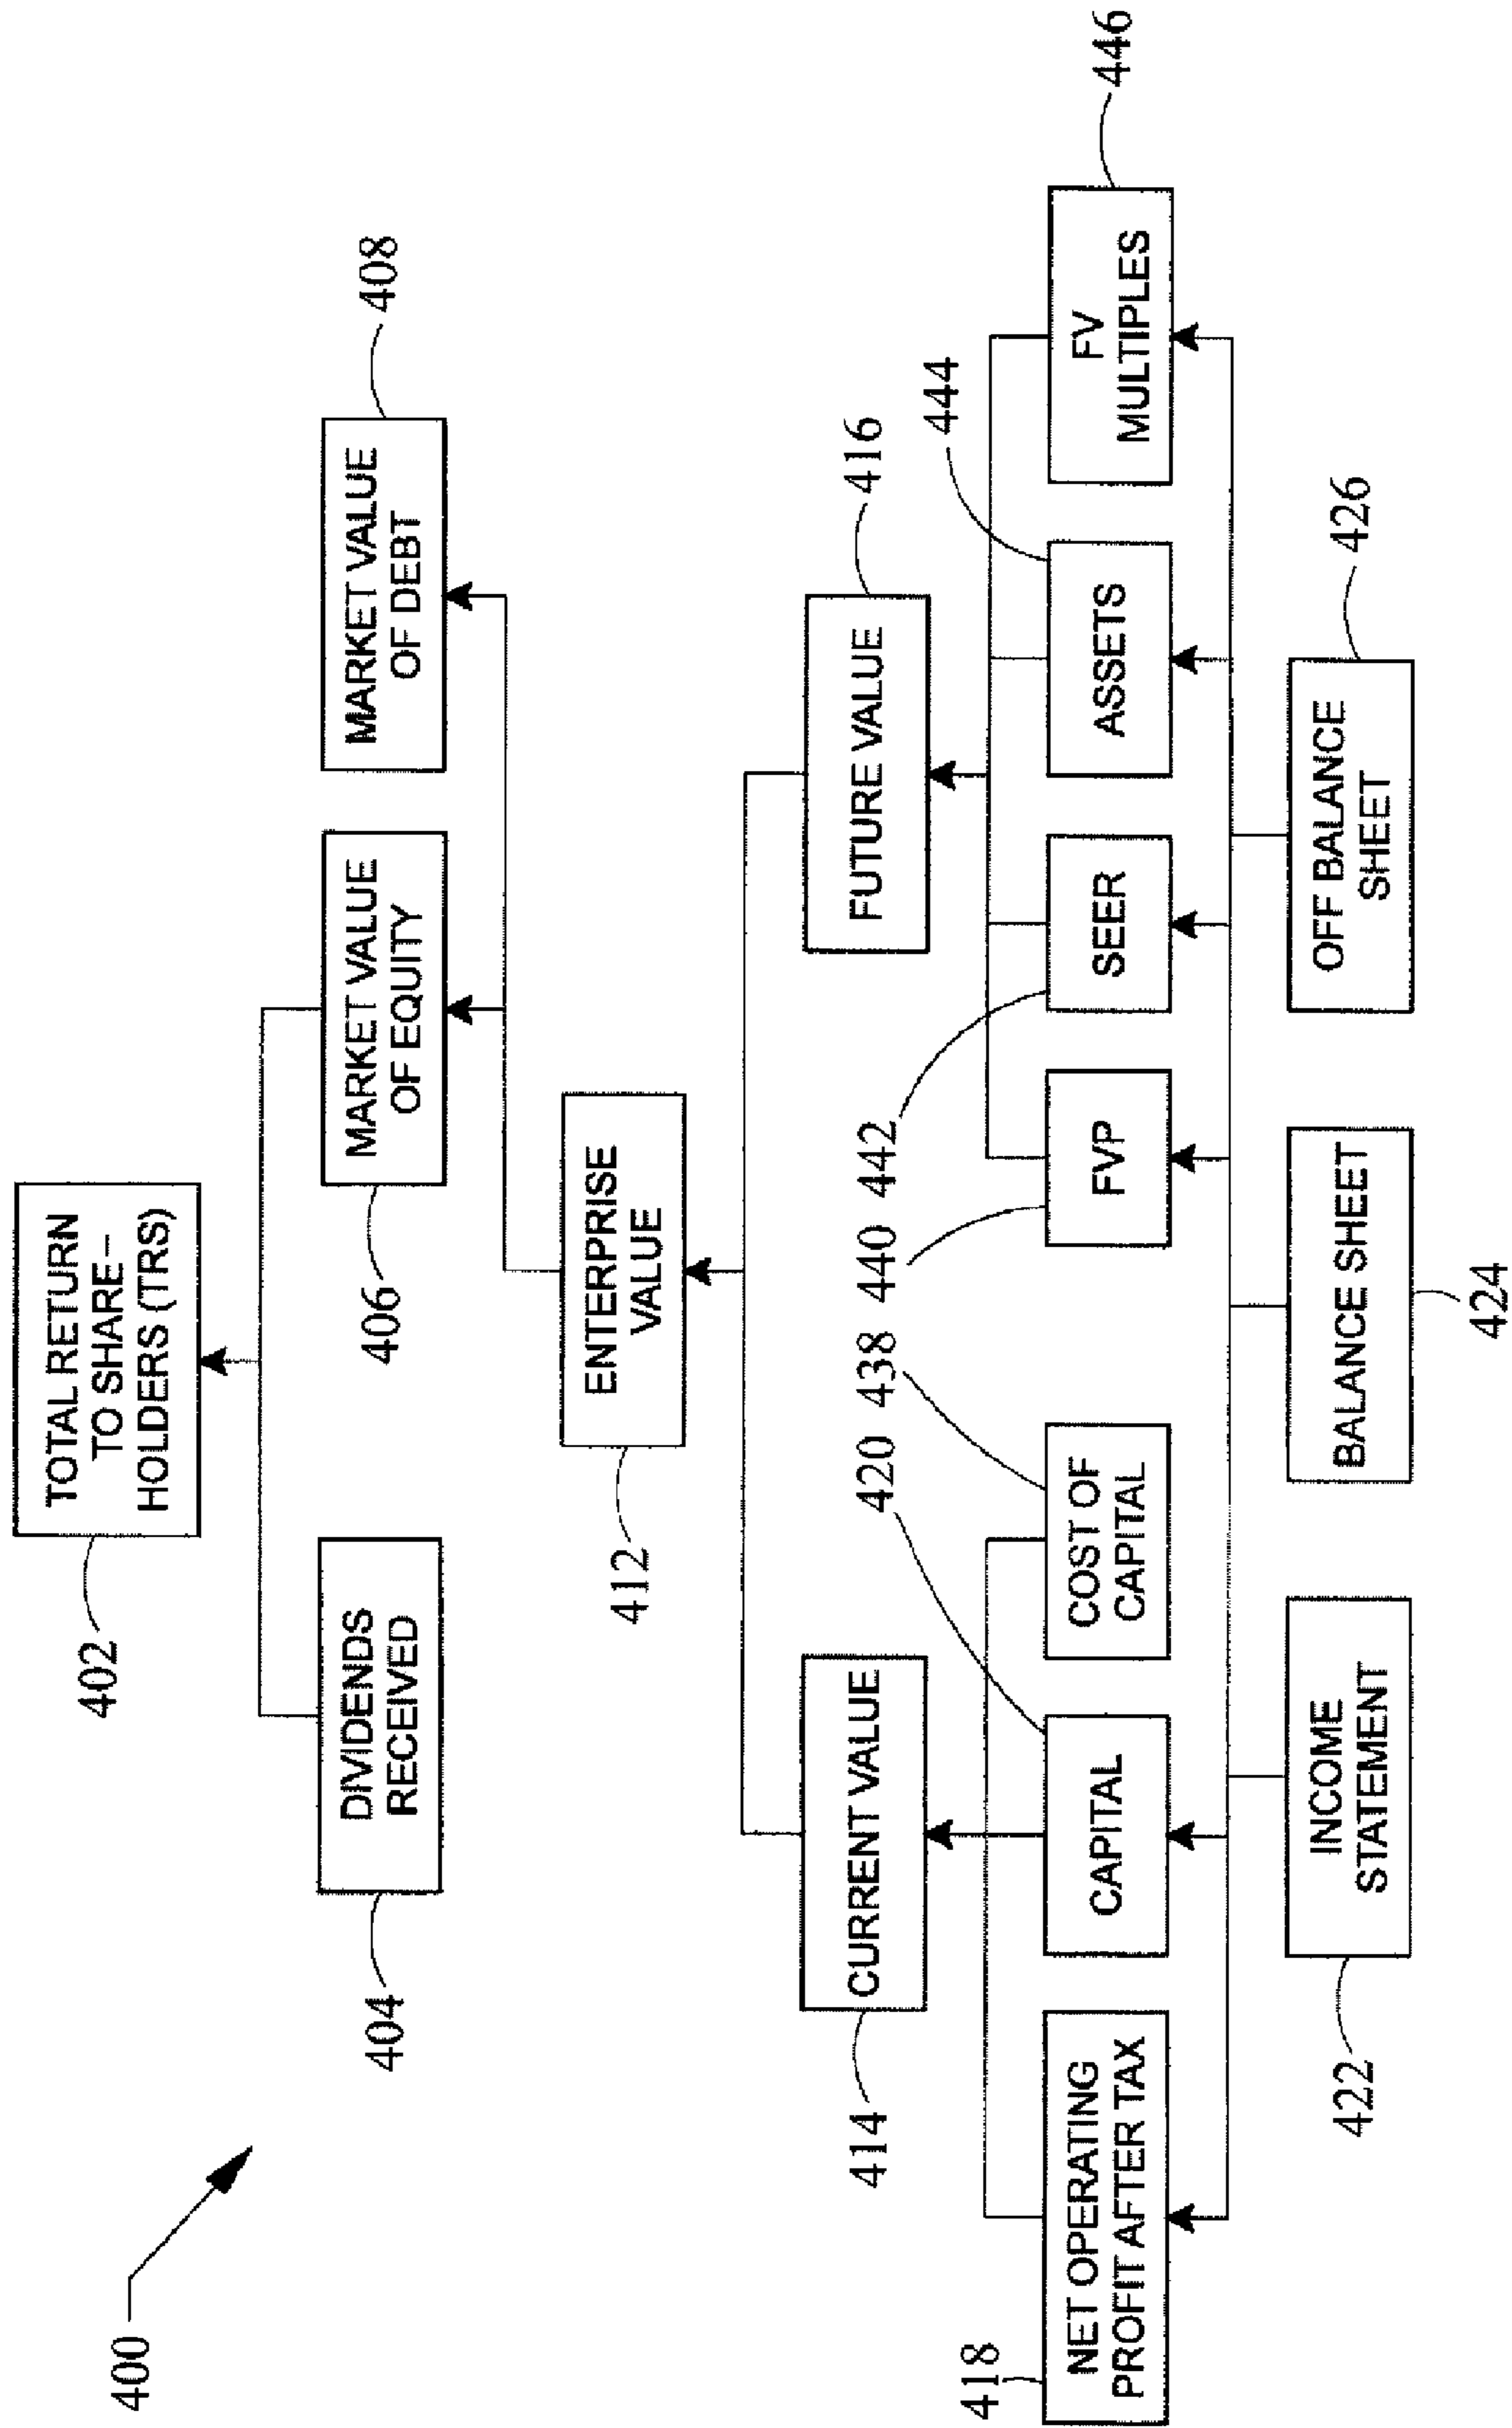 400
402
TOTAL RETURN
TO SHARE-
HOLDERS (TRS)
404
DIVIDENDS
RECEIVED
406
MARKET VALUE
OF EQUITY
408
MARKET VALUE
OF DEBT
412
ENTERPRISE
VALUE
414
CURRENT VALUE
416
FUTURE VALUE
418
NET OPERATING
PROFIT AFTER TAX
420
CAPITAL
438
COST OF
CAPITAL
440
FVP
442
SEER
444
ASSETS
446
FV
MULTIPLES
422
INCOME
STATEMENT
424
BALANCE SHEET
426
OFF BALANCE
SHEET